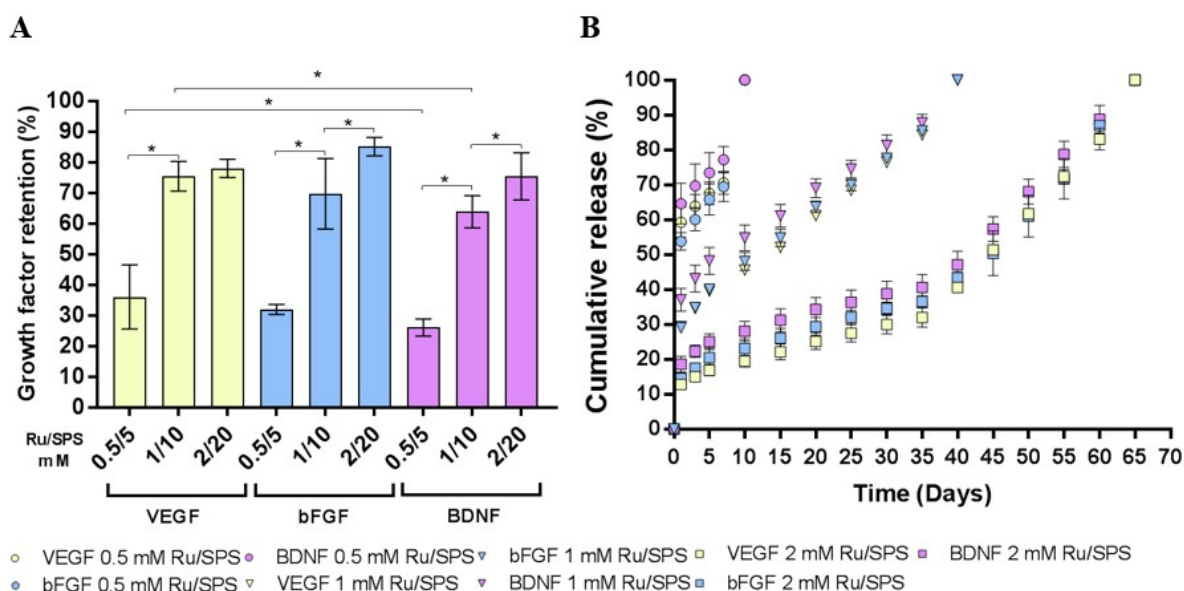 A
B
Growth factor retention (%)
100
90
80
70
60
50
40
30
20
10
0
* * * * * * *
Ru/SPS
mM
0.5/5 1/10 2/20 0.5/5 1/10 2/20 0.5/5 1/10 2/20
VEGF bFGF BDNF
Cumulative release (%)
100
90
80
70
60
50
40
30
20
10
0
0 5 10 15 20 25 30 35 40 45 50 55 60 65 70
Time (Days)
VEGF 0.5 mM Ru/SPS BDNF 0.5 mM Ru/SPS bFGF 1 mM Ru/SPS VEGF 2 mM Ru/SPS BDNF 2 mM Ru/SPS
bFGF 0.5 mM Ru/SPS VEGF 1 mM Ru/SPS BDNF 1 mM Ru/SPS bFGF 2 mM Ru/SPS